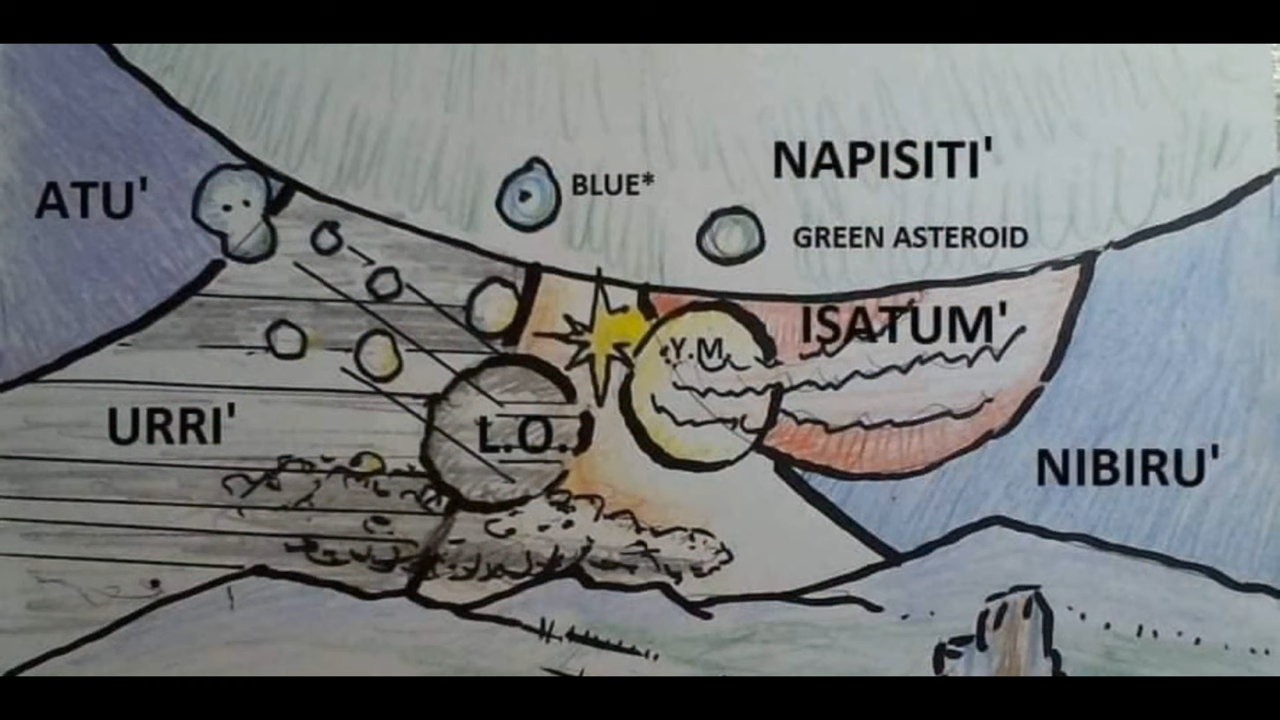 NAPISITI'
ATU'
BLUE*
GREEN ASTEROID
ISATUM'
Y.M.
URRI'
L.O.
NIBIRU'